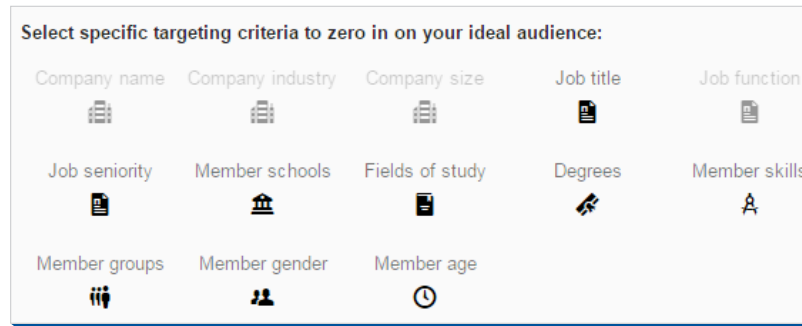 Select specific targeting criteria to zero in on your ideal audience:
Company name Company industry Company size Job title Job function
Job seniority Member schools Fields of study Degrees Member skills
Member groups Member gender Member age